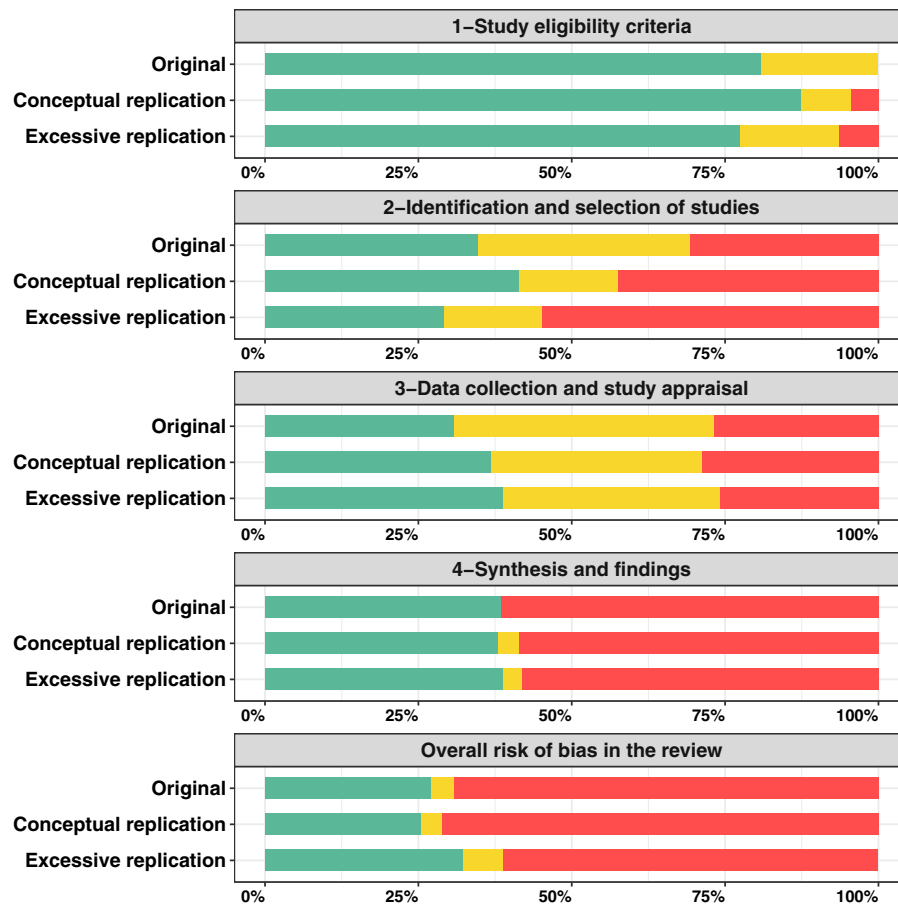 1−Study eligibility criteria
Original
Conceptual replication
Excessive replication
0% 25% 50% 75% 100%
2−Identification and selection of studies
Original
Conceptual replication
Excessive replication
0% 25% 50% 75% 100%
3−Data collection and study appraisal
Original
Conceptual replication
Excessive replication
0% 25% 50% 75% 100%
4−Synthesis and findings
Original
Conceptual replication
Excessive replication
0% 25% 50% 75% 100%
Overall risk of bias in the review
Original
Conceptual replication
Excessive replication
0% 25% 50% 75% 100%